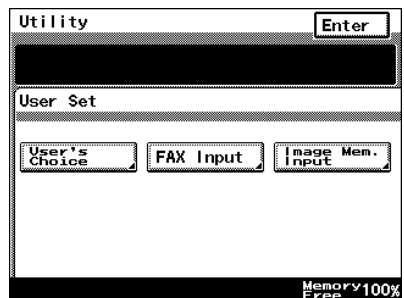 Utility
Enter
User Set
User's
Choice
FAX Input
Image Mem.
Input
Memory 100%
Free